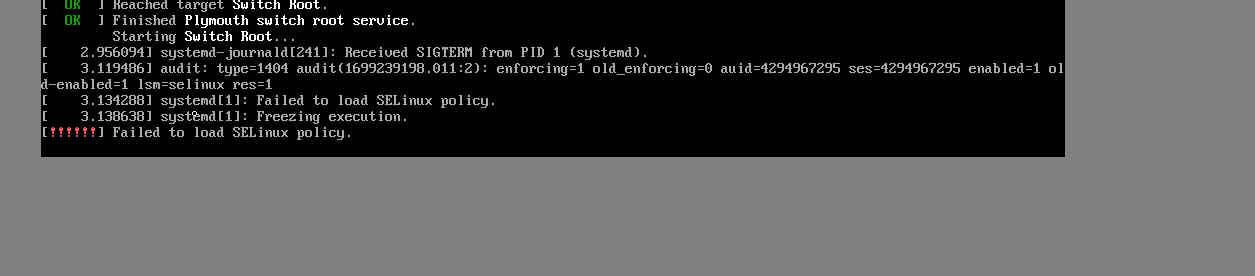 [  OK  ] Reached target Switch Root.
[  OK  ] Finished Plymouth switch root service.
         Starting Switch Root...
[    2.956094] systemd-journald[241]: Received SIGTERM from PID 1 (systemd).
[    3.119486] audit: type=1404 audit(1699239198.011:2): enforcing=1 old_enforcing=0 auid=4294967295 ses=4294967295 enabled=1 ol
d-enabled=1 lsm=selinux res=1
[    3.134288] systemd[1]: Failed to load SELinux policy.
[    3.138638] systemd[1]: Freezing execution.
[!!!!!!] Failed to load SELinux policy.